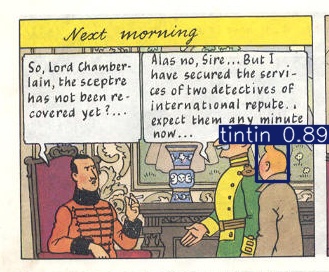 Next morning
So, Lord Chamber-
lain, the sceptre
has not been re-
covered yet?...
Alas no, Sire... But I
have secured the servi-
ces of two detectives of
international repute. I
expect them any minute
now...
tintin 0.89